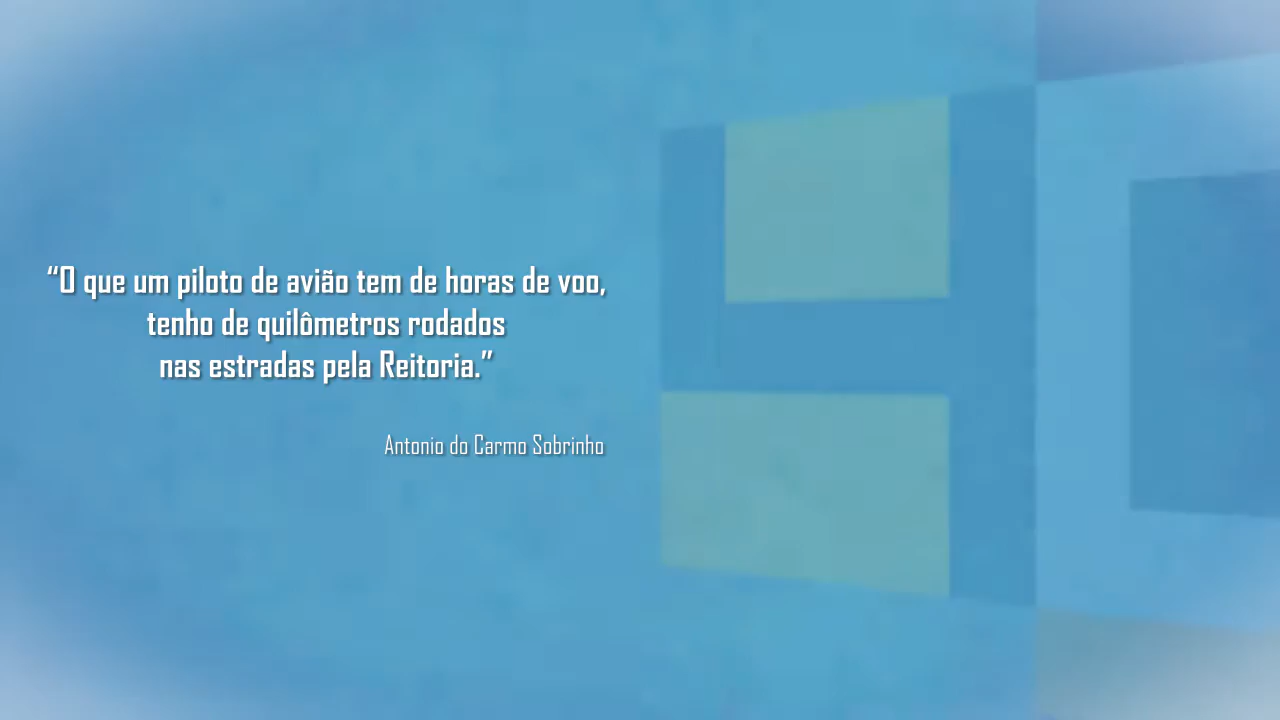 “O que um piloto de avião tem de horas de voo,
tenho de quilômetros rodados
nas estradas pela Reitoria.”
Antonio do Carmo Sobrinho